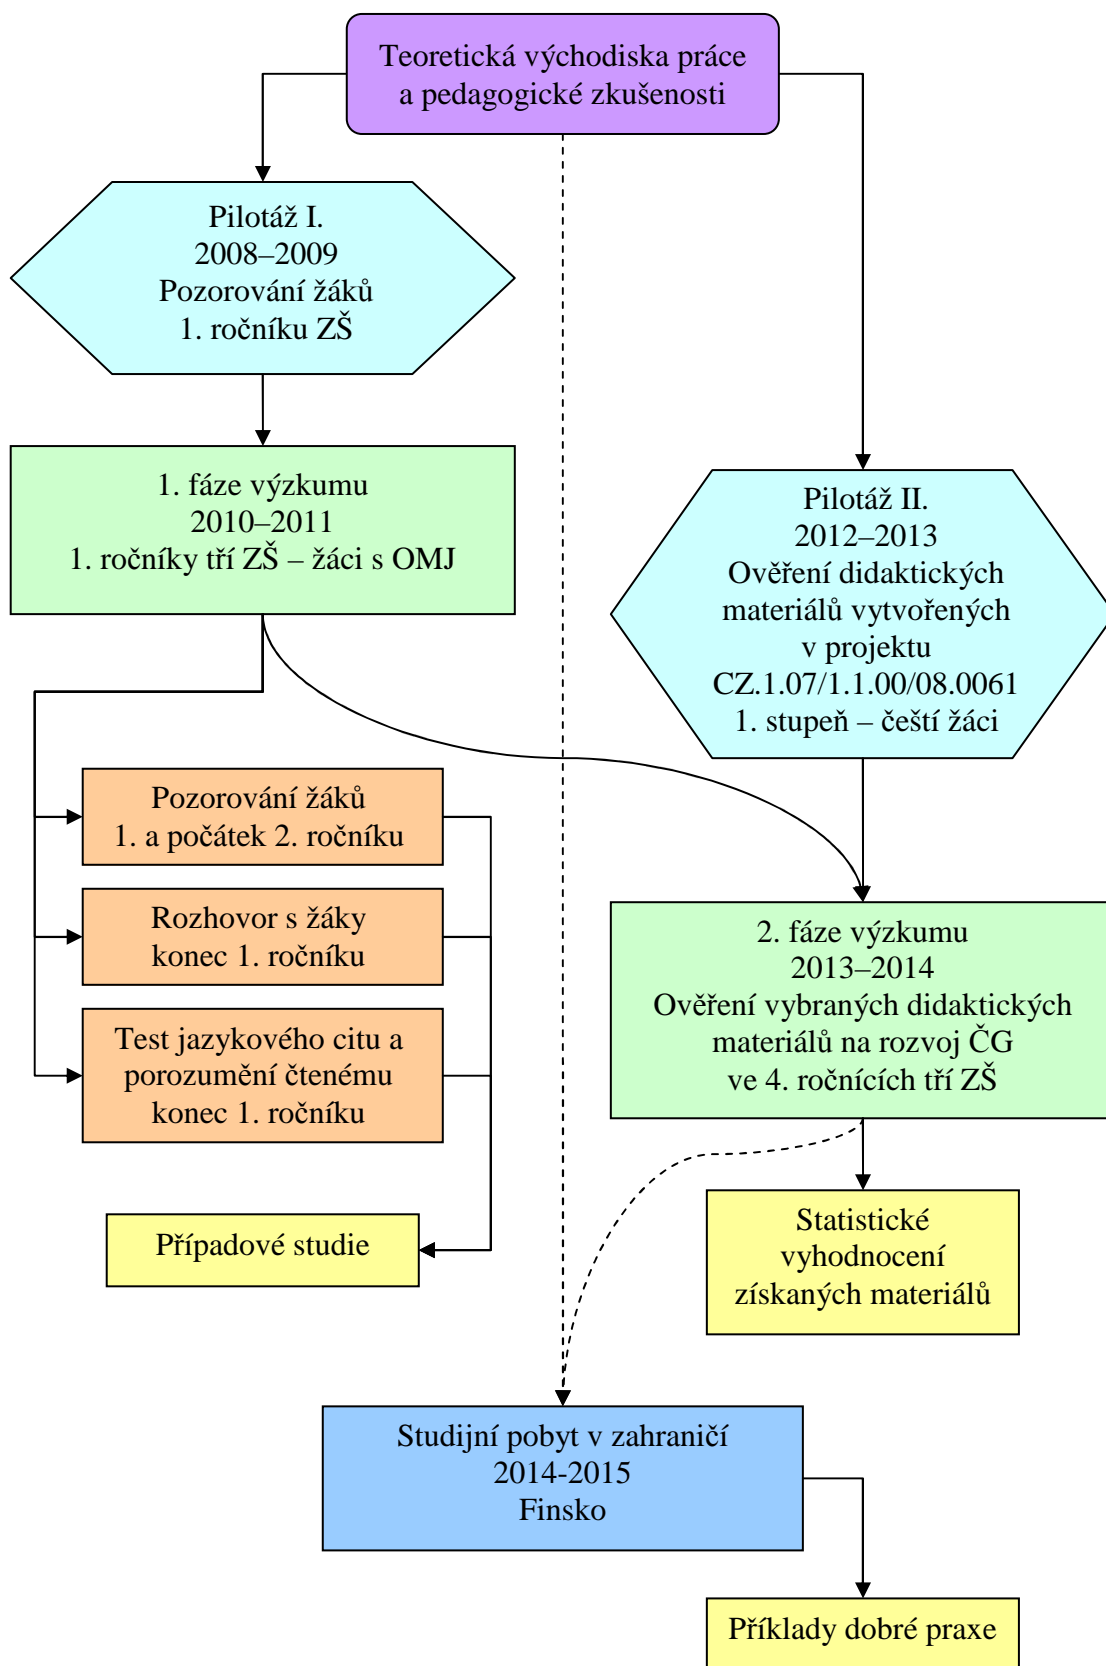 Teoretická východiska práce
a pedagogické zkušenosti
Pilotáž I.
2008–2009
Pozorování žáků
1. ročníku ZŠ
1. fáze výzkumu
2010–2011
1. ročníky tří ZŠ – žáci s OMJ
Pilotáž II.
2012–2013
Ověření didaktických
materiálů vytvořených
v projektu
CZ.1.07/1.1.00/08.0061
1. stupeň – čeští žáci
Pozorování žáků
1. a počátek 2. ročníku
Rozhovor s žáky
konec 1. ročníku
Test jazykového citu a
porozumění čtenému
konec 1. ročníku
2. fáze výzkumu
2013–2014
Ověření vybraných didaktických
materiálů na rozvoj ČG
ve 4. ročnících tří ZŠ
Případové studie
Statistické
vyhodnocení
získaných materiálů
Studijní pobyt v zahraničí
2014-2015
Finsko
Příklady dobré praxe